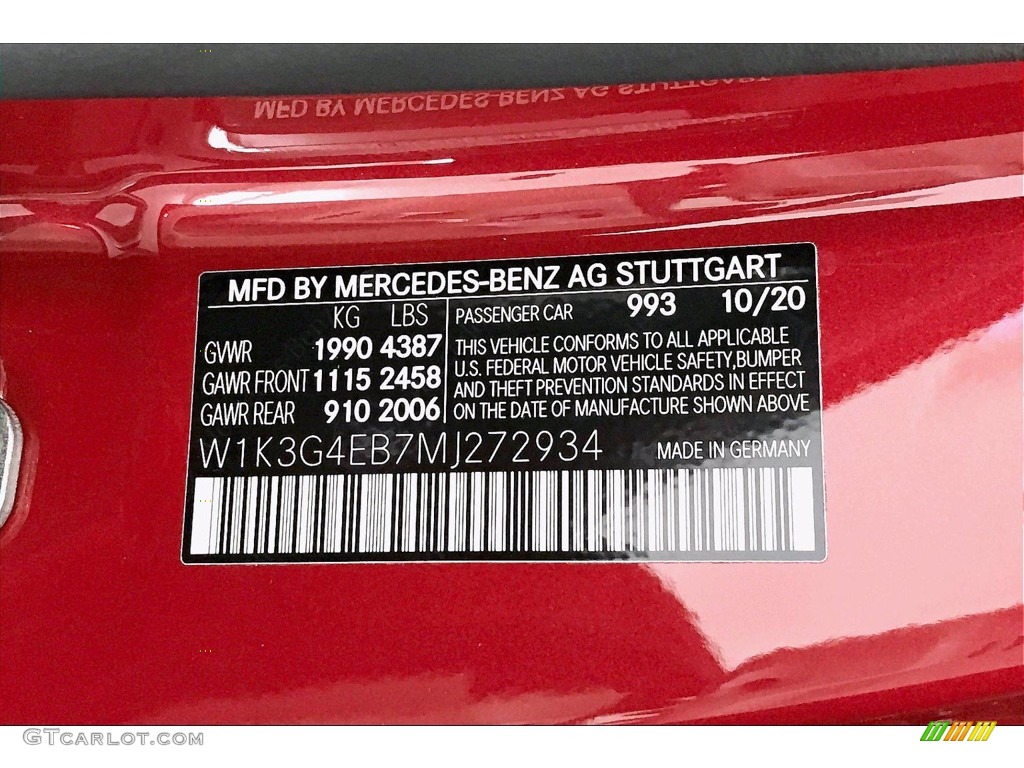 MFD BY MERCEDES-BENZ AG STUTTGART
MFD BY MERCEDES-BENZ AG STUTTGART
KG LBS PASSENGER CAR 993 10/20
GVWR 1990 4387
GAWR FRONT 1115 2458
GAWR REAR 910 2006
THIS VEHICLE CONFORMS TO ALL APPLICABLE
U.S. FEDERAL MOTOR VEHICLE SAFETY,BUMPER
AND THEFT PREVENTION STANDARDS IN EFFECT
ON THE DATE OF MANUFACTURE SHOWN ABOVE
W1K3G4EB7MJ272934 MADE IN GERMANY
GTCARLOT.COM